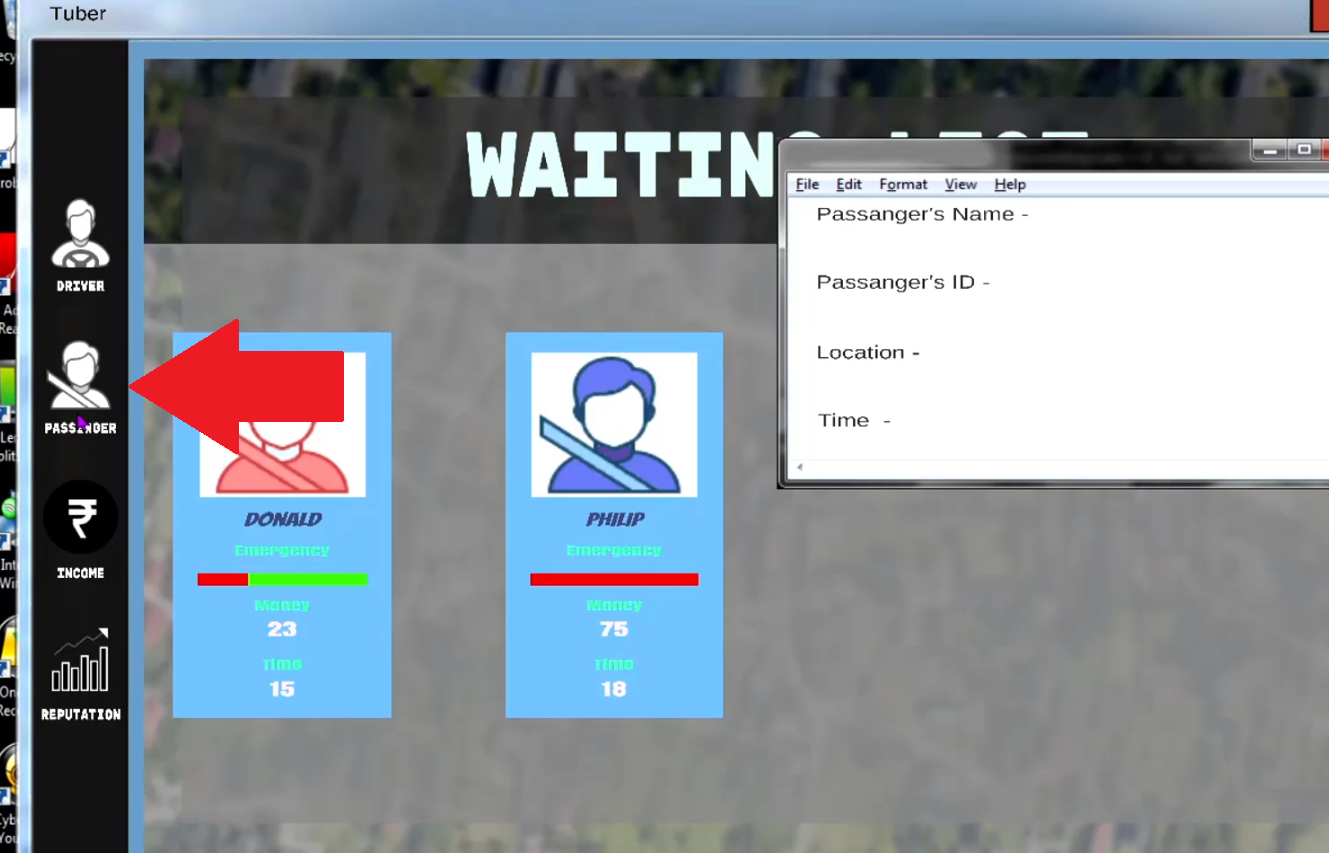 Tuber
WAITIN
File Edit Format View Help
Passanger's Name -
Passanger's ID -
Location -
Time -
DRIVER
PASSENGER
INCOME
REPUTATION
DONALD
Emergency
Money
23
Time
15
PHILIP
Emergency
Money
75
Time
18